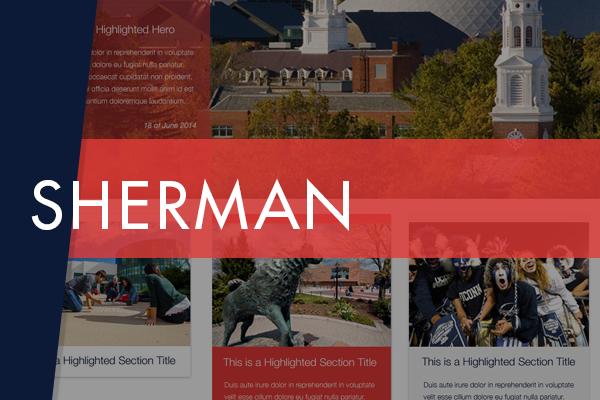 Highlighted Hero
dolor in reprehenderit in voluptate
dolore eu fugiat nulla pariatur.
occaecat cupidatat non proident,
officia deserunt mollit anim id est
antium doloremque laudantium.
18 of June 2014
SHERMAN
UCONN
a Highlighted Section Title
This is a Highlighted Section Title
This is a Highlighted Section Title
Duis aute irure dolor in reprehenderit in voluptate
velit esse cillum dolore eu fugiat nulla pariatur.
Duis aute irure dolor in reprehenderit in voluptate
velit esse cillum dolore eu fugiat nulla pariatur.